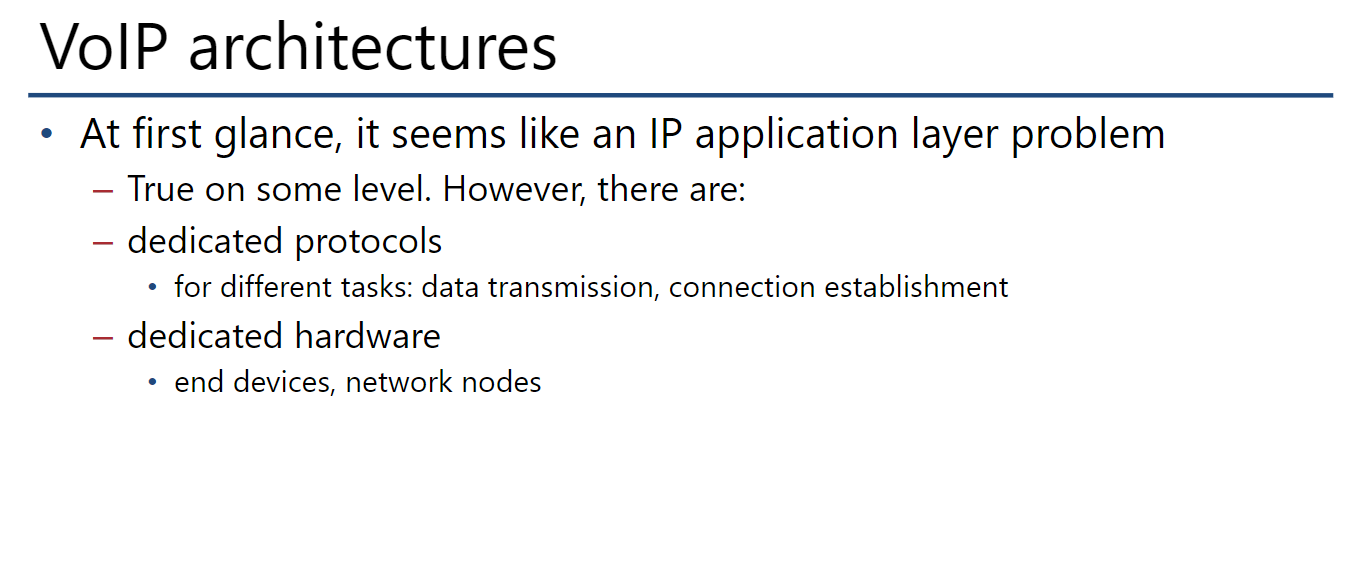 VoIP architectures
• At first glance, it seems like an IP application layer problem
– True on some level. However, there are:
– dedicated protocols
• for different tasks: data transmission, connection establishment
– dedicated hardware
• end devices, network nodes